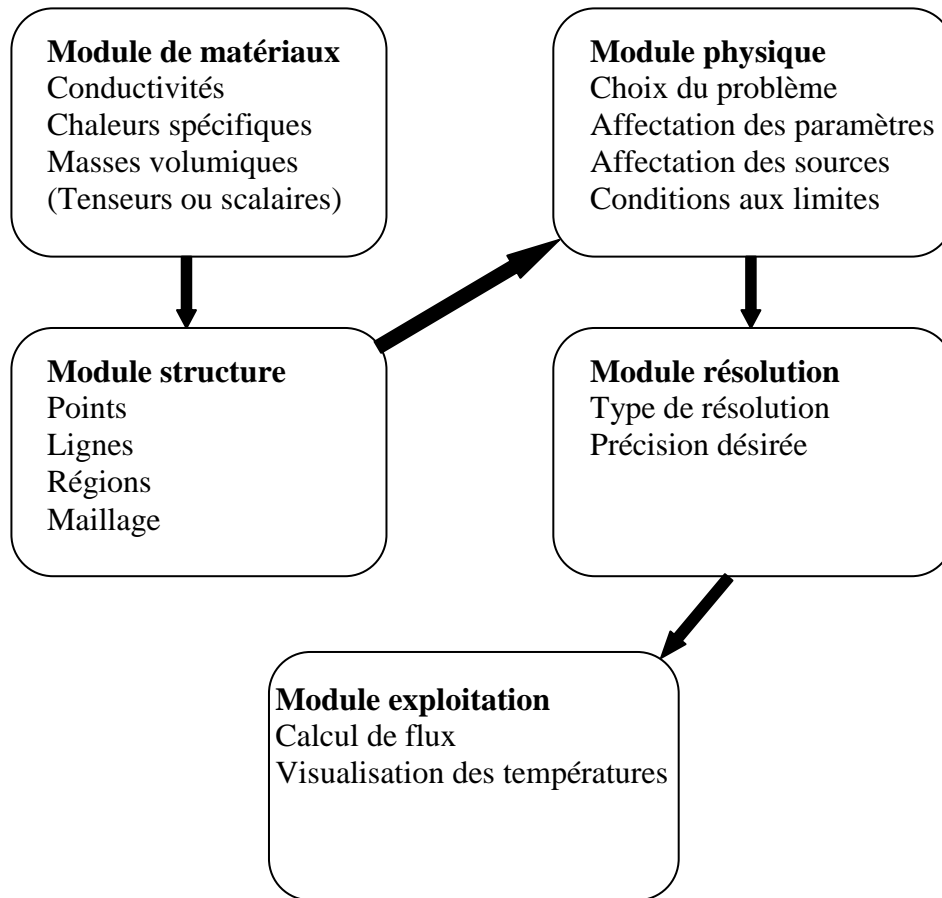 Module de matériaux
Conductivités
Chaleurs spécifiques
Masses volumiques
(Tenseurs ou scalaires)
Module structure
Points
Lignes
Régions
Maillage
Module physique
Choix du problème
Affectation des paramètres
Affectation des sources
Conditions aux limites
Module résolution
Type de résolution
Précision désirée
Module exploitation
Calcul de flux
Visualisation des températures